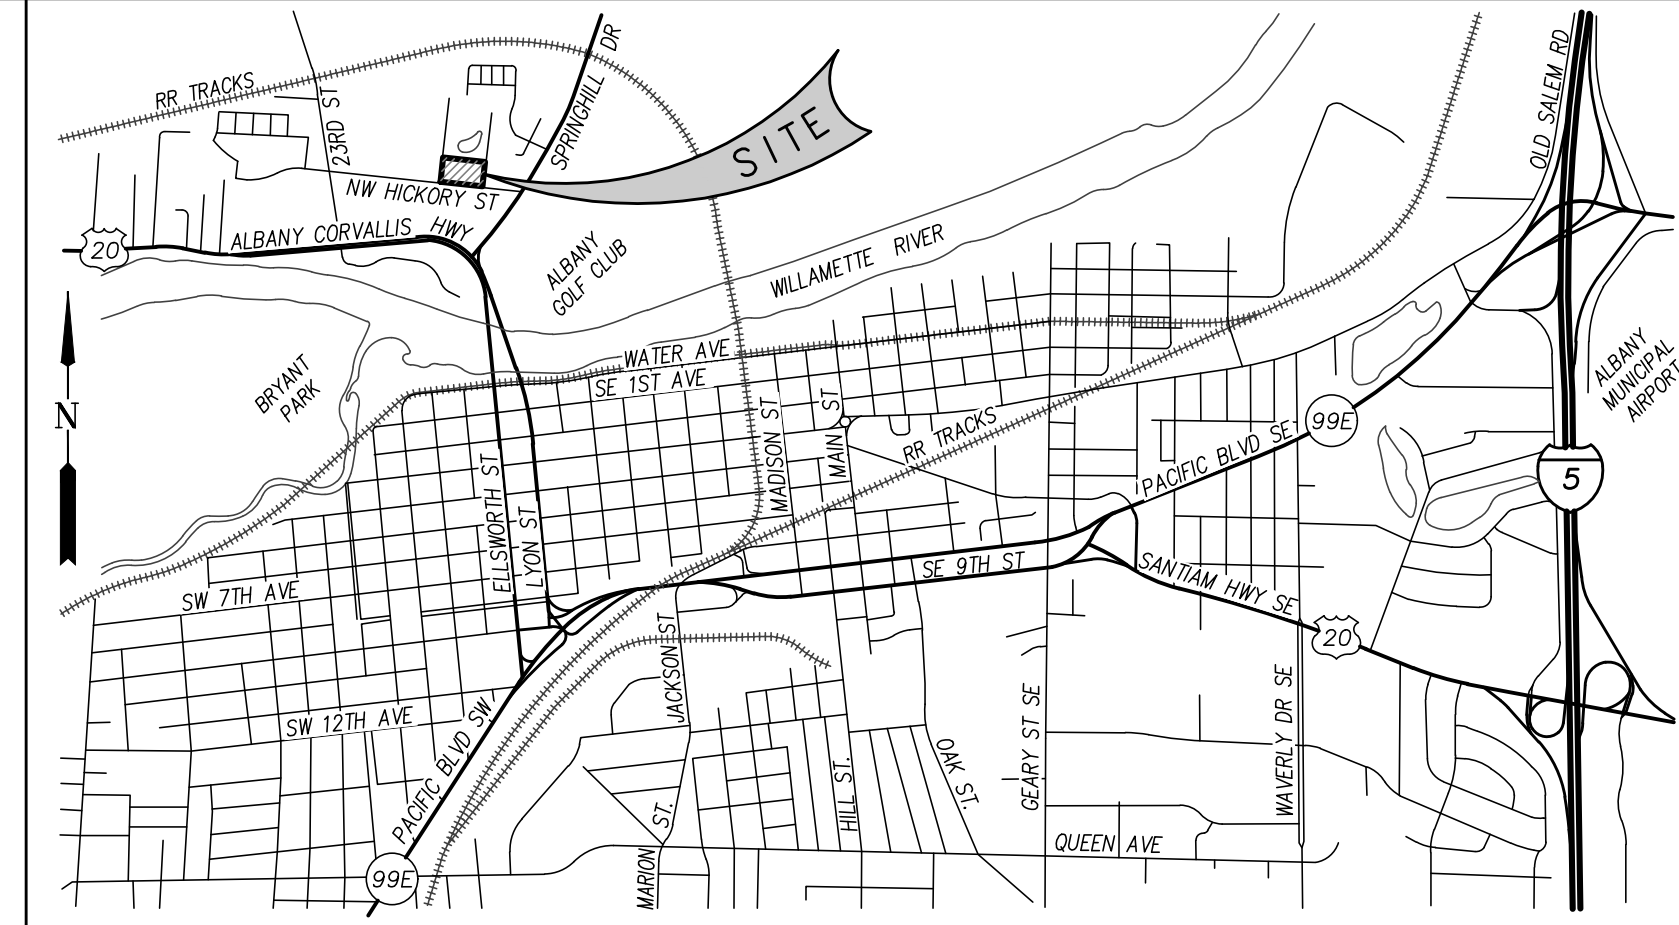 RR TRACKS
23RD ST
SPRINGHILL DR
SITE
OLD SALEM RD
NW HICKORY ST
20
ALBANY CORVALLIS HWY
ALBANY
GOLF CLUB
WILLAMETTE RIVER
N
BRYANT
PARK
WATER AVE
SE 1ST AVE
ALBANY
MUNICIPAL
AIRPORT
MADISON ST
MAIN ST
RR TRACKS
PACIFIC BLVD SE
99E
5
ELLSWORTH ST
LYON ST
SE 9TH ST
SANTIAM HWY SE
20
SW 7TH AVE
JACKSON ST
SW 12TH AVE
PACIFIC BLVD SW
99E
MARION ST.
HILL ST.
OAK ST.
GEARY ST SE
WAVERLY DR SE
QUEEN AVE